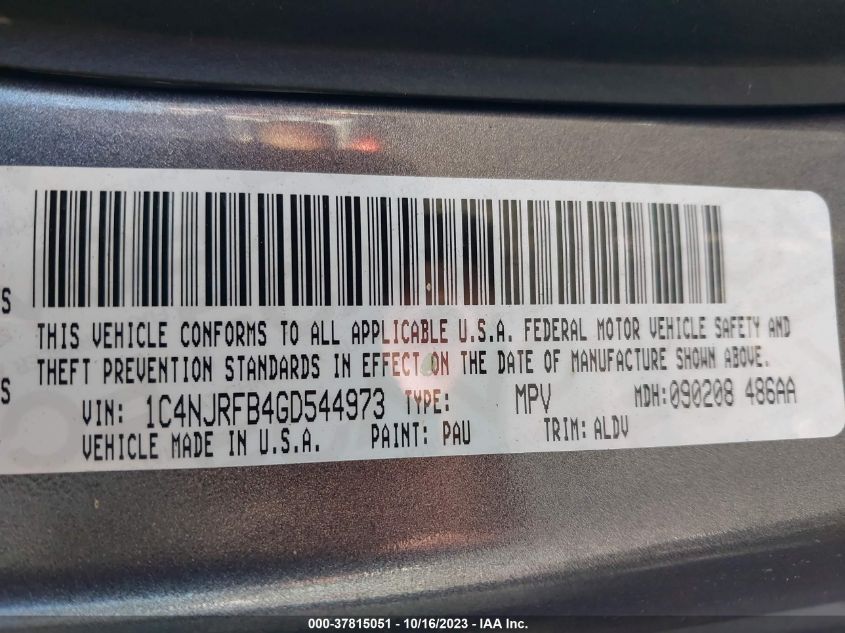 S
THIS VEHICLE CONFORMS TO ALL APPLICABLE U.S.A. FEDERAL MOTOR VEHICLE SAFETY AND
THEFT PREVENTION STANDARDS IN EFFECT ON THE DATE OF MANUFACTURE SHOWN ABOVE.
S
VIN: 1C4NJRFB4GD544973 TYPE: MPV MDH:090208 486AA
VEHICLE MADE IN U.S.A. PAINT: PAU TRIM: ALDV
000-37815051 - 10/16/2023 - IAA Inc.